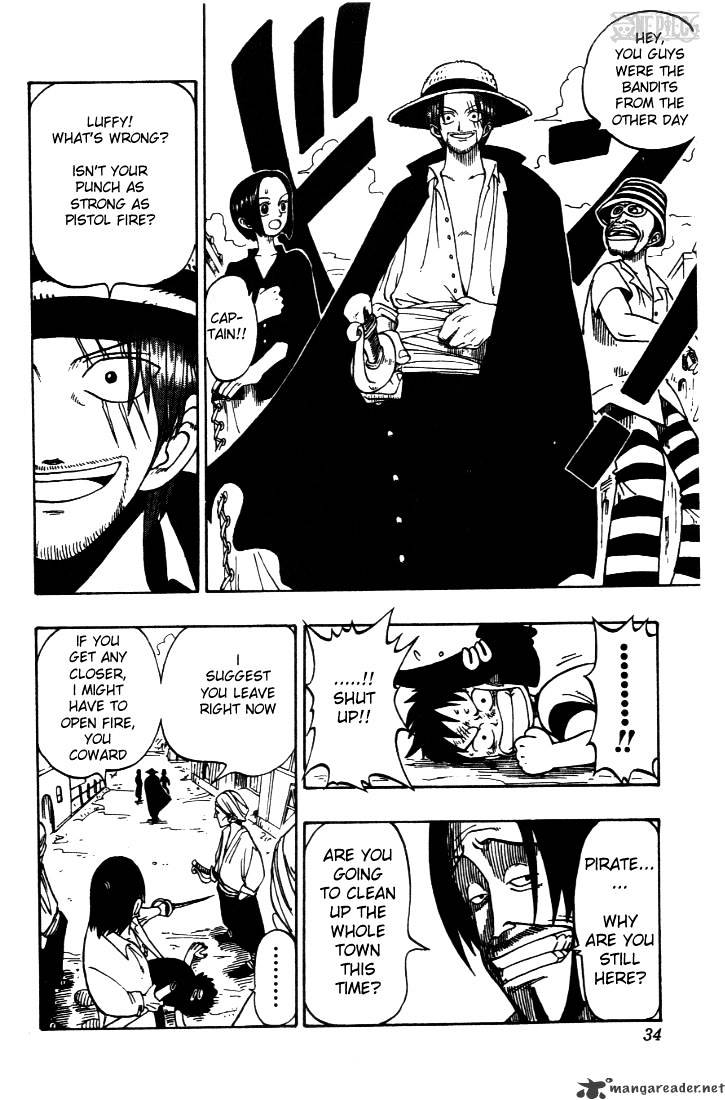 ONE PIECE
HEY,
YOU GUYS
WERE THE
BANDITS
FROM THE
OTHER DAY
CAP-
TAIN!!
LUFFY!
WHAT'S WRONG?
ISN'T YOUR
PUNCH AS
STRONG AS
PISTOL FIRE?
........!!
.....!!
SHUT
UP!!
PIRATE....
...
WHY
ARE YOU
STILL
HERE?
ARE YOU
GOING
TO CLEAN
UP THE
WHOLE
TOWN
THIS
TIME?
I
SUGGEST
YOU LEAVE
RIGHT NOW
IF YOU
GET ANY
CLOSER,
I MIGHT
HAVE TO
OPEN FIRE,
YOU
COWARD
......
34
mangareader.net